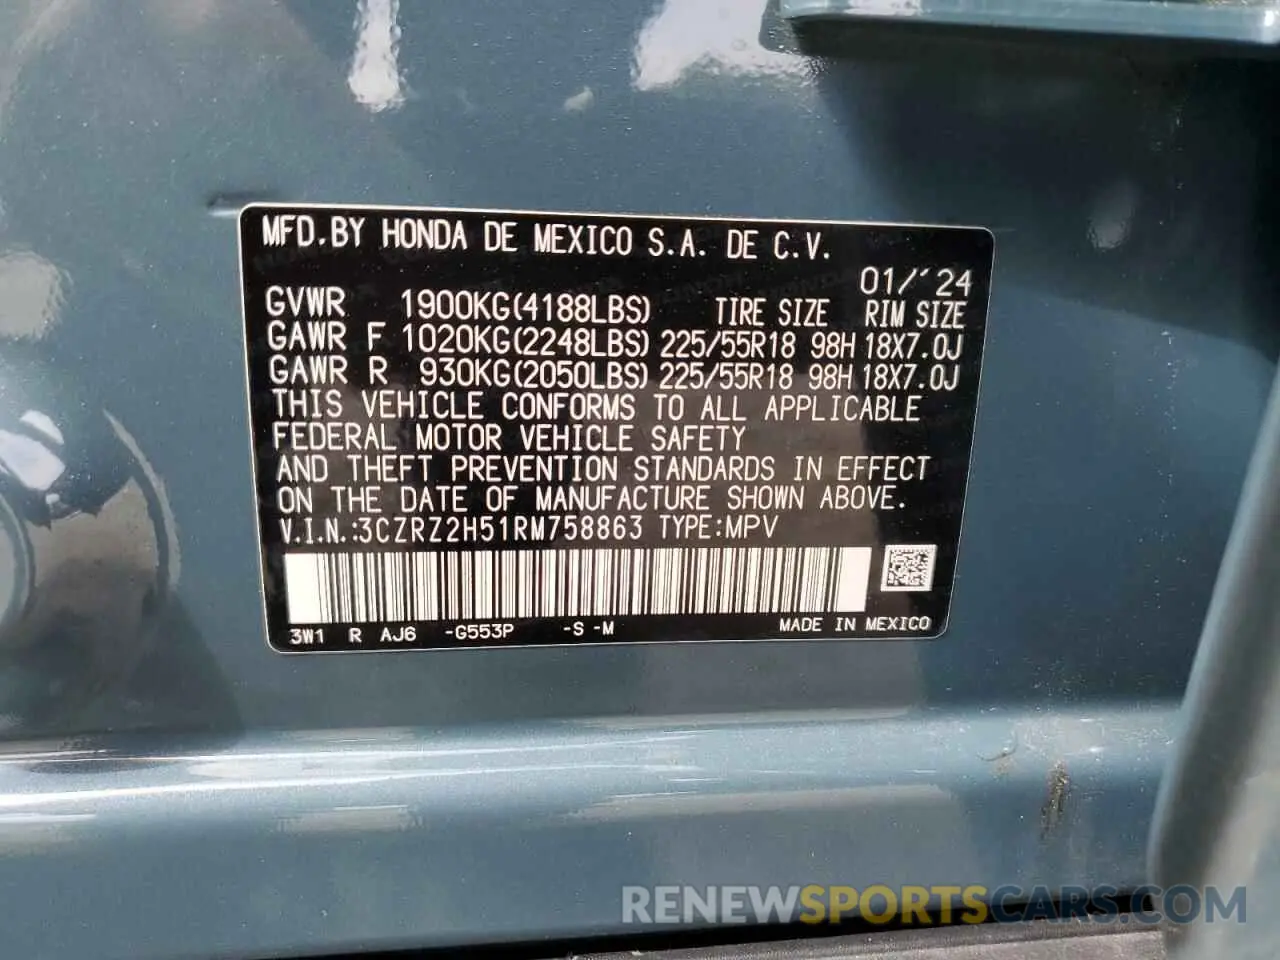 MFD.BY HONDA DE MEXICO S.A. DE C.V.
01/'24
GVWR 1900KG(4188LBS) TIRE SIZE RIM SIZE
GAWR F 1020KG(2248LBS) 225/55R18 98H 18X7.0J
GAWR R 930KG(2050LBS) 225/55R18 98H 18X7.0J
THIS VEHICLE CONFORMS TO ALL APPLICABLE
FEDERAL MOTOR VEHICLE SAFETY
AND THEFT PREVENTION STANDARDS IN EFFECT
ON THE DATE OF MANUFACTURE SHOWN ABOVE.
V.I.N.:3CZRZ2H51RM758863 TYPE:MPV
3W1 R AJ6 -G553P -S -M MADE IN MEXICO
RENEWSPORTSCARS.COM